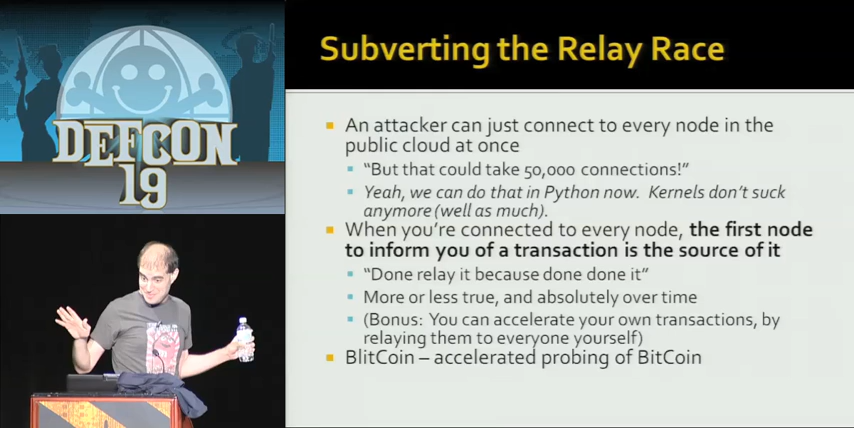 DEFCON
19
Subverting the Relay Race
An attacker can just connect to every node in the
public cloud at once
“But that could take 50,000 connections!”
Yeah, we can do that in Python now. Kernels don’t suck
anymore (well as much).
When you’re connected to every node, the first node
to inform you of a transaction is the source of it
“Done relay it because done done it”
More or less true, and absolutely over time
(Bonus: You can accelerate your own transactions, by
relaying them to everyone yourself)
BlitCoin – accelerated probing of BitCoin